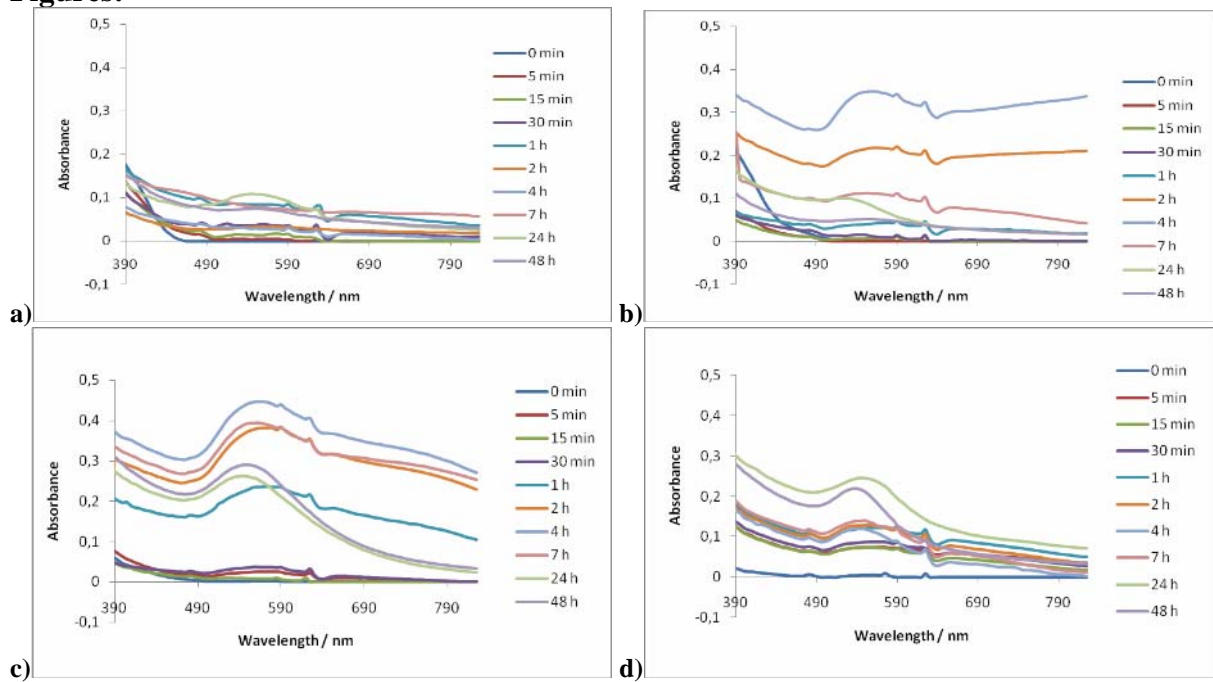 Figures:
0,5
0,4
0,3
0,2
0,1
0
-0,1
390
490
590
690
790
Absorbance
Wavelength / nm
0 min
5 min
15 min
30 min
1 h
2 h
4 h
7 h
24 h
48 h
a)
0,5
0,4
0,3
0,2
0,1
0
-0,1
390
490
590
690
790
Absorbance
Wavelength / nm
0 min
5 min
15 min
30 min
1 h
2 h
4 h
7 h
24 h
48 h
b)
0,5
0,4
0,3
0,2
0,1
0
-0,1
390
490
590
690
790
Absorbance
Wavelength / nm
0 min
5 min
15 min
30 min
1 h
2 h
4 h
7 h
24 h
48 h
c)
0,5
0,4
0,3
0,2
0,1
0
-0,1
390
490
590
690
790
Absorbance
Wavelength / nm
0 min
5 min
15 min
30 min
1 h
2 h
4 h
7 h
24 h
48 h
d)